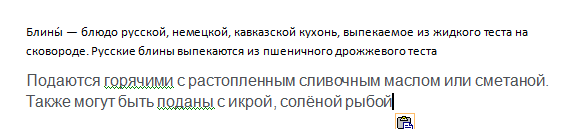 Блины́ — блюдо русской, немецкой, кавказской кухонь, выпекаемое из жидкого теста на
сковороде. Русские блины выпекаются из пшеничного дрожжевого теста
Подаются горячими с растопленным сливочным маслом или сметаной.
Также могут быть поданы с икрой, солёной рыбой